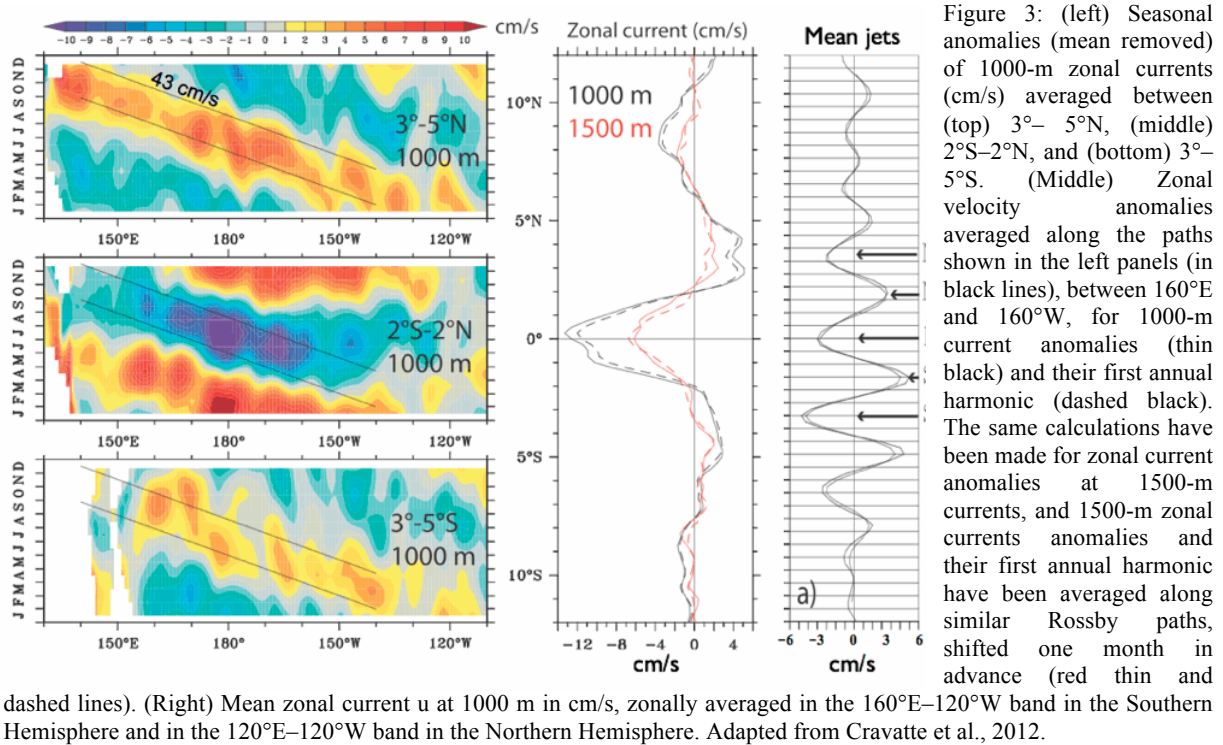 cm/s
-10 -9 -8 -7 -6 -5 -4 -3 -2 -1 0 1 2 3 4 5 6 7 8 9 10
J F M A M J J A S O N D
43 cm/s
3°-5°N
1000 m
150°E 180° 150°W 120°W
J F M A M J J A S O N D
2°S-2°N
1000 m
150°E 180° 150°W 120°W
J F M A M J J A S O N D
3°-5°S
1000 m
150°E 180° 150°W 120°W
Zonal current (cm/s)
1000 m
1500 m
10°N
5°N
0°
5°S
10°S
-12 -8 -4 0 4
cm/s
Mean jets
a)
-6 -3 0 3 6
cm/s
Figure 3: (left) Seasonal
anomalies (mean removed)
of 1000-m zonal currents
(cm/s) averaged between
(top) 3°– 5°N, (middle)
2°S–2°N, and (bottom) 3°–
5°S. (Middle) Zonal
velocity anomalies
averaged along the paths
shown in the left panels (in
black lines), between 160°E
and 160°W, for 1000-m
current anomalies (thin
black) and their first annual
harmonic (dashed black).
The same calculations have
been made for zonal current
anomalies at 1500-m
currents, and 1500-m zonal
currents anomalies and
their first annual harmonic
have been averaged along
similar Rossby paths,
shifted one month in
advance (red thin and
dashed lines). (Right) Mean zonal current u at 1000 m in cm/s, zonally averaged in the 160°E–120°W band in the Southern
Hemisphere and in the 120°E–120°W band in the Northern Hemisphere. Adapted from Cravatte et al., 2012.